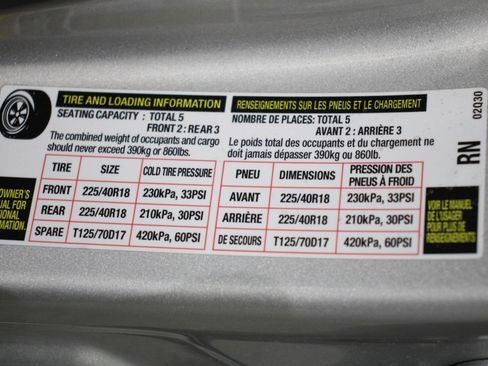 TIRE AND LOADING INFORMATION
SEATING CAPACITY : TOTAL 5
FRONT 2 : REAR 3
The combined weight of occupants and cargo
should never exceed 390kg or 860lbs.
TIRE SIZE COLD TIRE PRESSURE
FRONT 225/40R18 230kPa, 33PSI
REAR 225/40R18 210kPa, 30PSI
SPARE T125/70D17 420kPa, 60PSI
RENSEIGNEMENTS SUR LES PNEUS ET LE CHARGEMENT
NOMBRE DE PLACES: TOTAL 5
AVANT 2 : ARRIÈRE 3
Le poids total des occupants et du chargement ne
doit jamais dépasser 390kg ou 860lb.
PNEU DIMENSIONS PRESSION DES
PNEUS À FROID
AVANT 225/40R18 230kPa, 33PSI
ARRIÈRE 225/40R18 210kPa, 30PSI
DE SECOURS T125/70D17 420kPa, 60PSI
OWNER'S
FOR
VOIR LE MANUEL
DE L'USAGER
POUR PLUS DE
RENSEIGNEMENTS
RN
02Q30